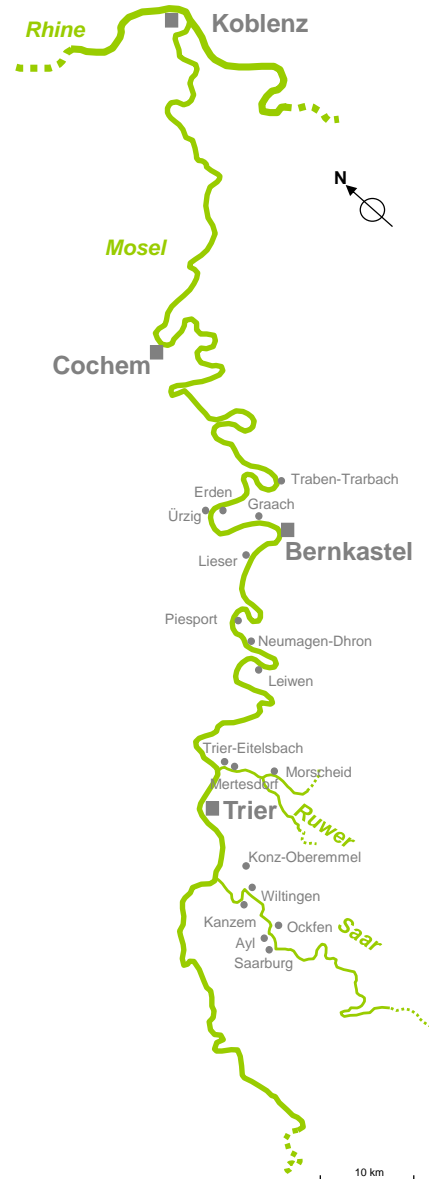 Koblenz
Rhine
N
Mosel
Cochem
Traben-Trarbach
Erden
Graach
Ürzig
Bernkastel
Lieser
Piesport
Neumagen-Dhron
Leiwen
Trier-Eitelsbach
Morscheid
Mertesdorf
Trier
Ruwer
Konz-Oberemmel
Wiltingen
Kanzem
Ockfen
Saar
Ayl
Saarburg
10 km